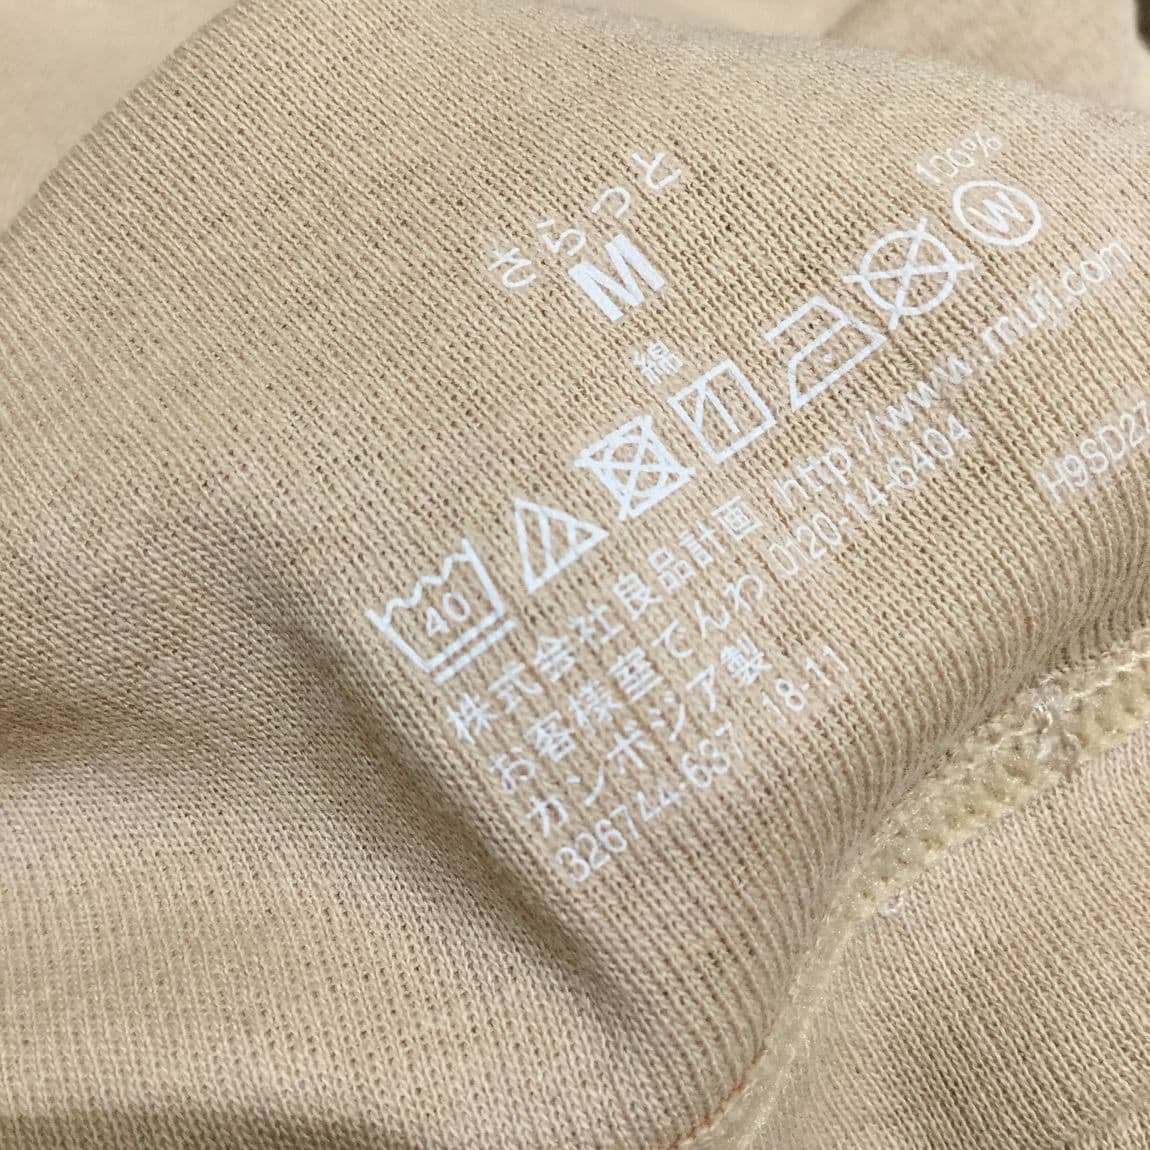 さらっと
M
綿 100%
40 W
株式会社良品計画 http://www.muji.com
お客様室でんわ 0120-14-6404
カンボジア製 H9SD27
326744-637 18-11